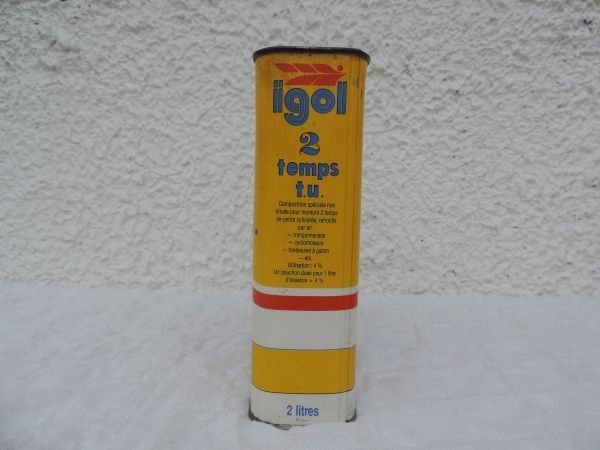 igol
2
temps
t.u.
Composition spéciale non
diluée pour moteurs 2 temps
de petite cylindrée, refroidis
par air :
— tronçonneuses
— cyclomoteurs
— tondeuses à gazon
— etc.
Utilisation : 4 %
Un bouchon dose pour 1 litre
d'essence = 4 %
2 litres